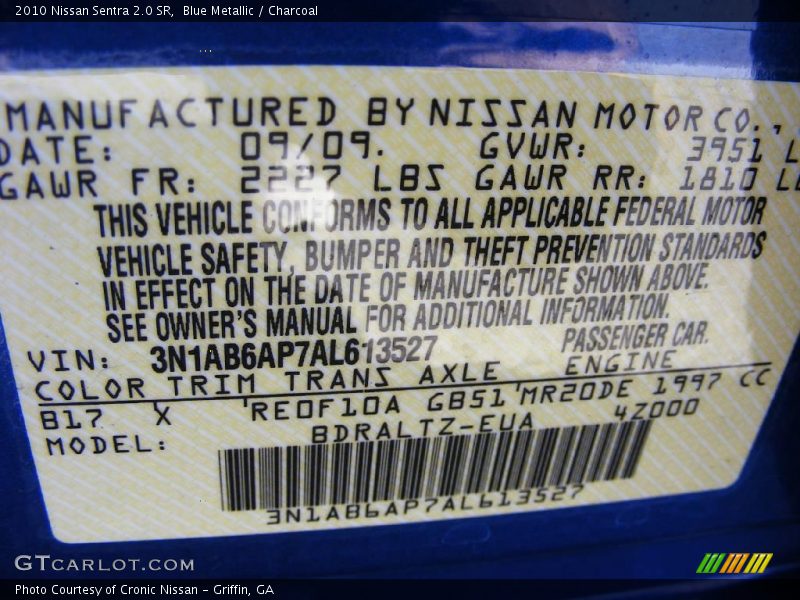 2010 Nissan Sentra 2.0 SR, Blue Metallic / Charcoal
MANUFACTURED BY NISSAN MOTOR CO.,
DATE: 09/09. GVWR: 3951 L
GAWR FR: 2227 LBS GAWR RR: 1810 LB
THIS VEHICLE CONFORMS TO ALL APPLICABLE FEDERAL MOTOR
VEHICLE SAFETY, BUMPER AND THEFT PREVENTION STANDARDS
IN EFFECT ON THE DATE OF MANUFACTURE SHOWN ABOVE.
SEE OWNER'S MANUAL FOR ADDITIONAL INFORMATION.
VIN: 3N1AB6AP7AL613527 PASSENGER CAR.
COLOR TRIM TRANS AXLE ENGINE
B17 X 'RE0F10A GB51 'MR20DE 1997 CC
MODEL: BDRALTZ-EUA 4Z000
3N1AB6AP7AL613527
GTCARLOT.COM
Photo Courtesy of Cronic Nissan - Griffin, GA